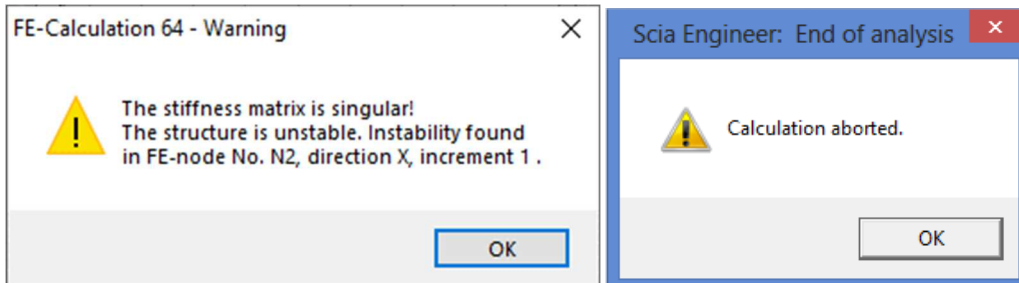 FE-Calculation 64 - Warning
The stiffness matrix is singular!
The structure is unstable. Instability found
in FE-node No. N2, direction X, increment 1 .
OK
Scia Engineer: End of analysis
Calculation aborted.
OK